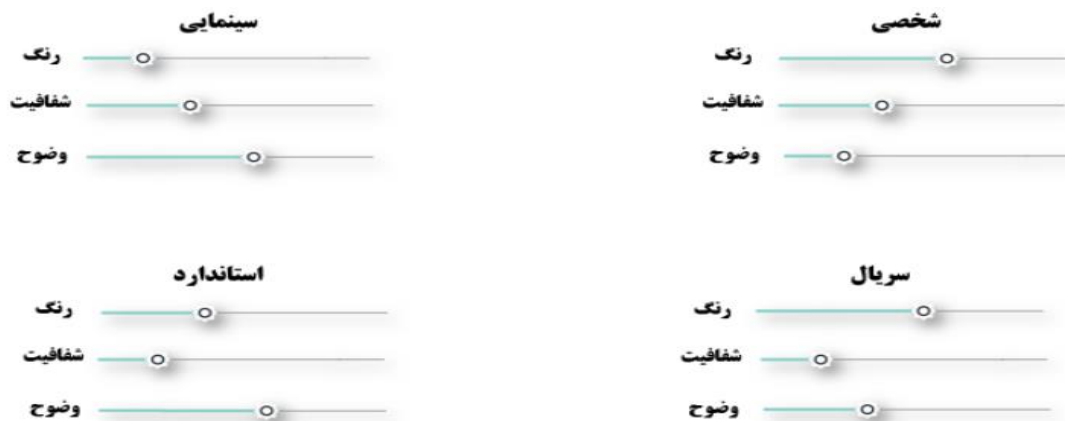 شخصی
رنگ
شفافیت
وضوح
سینمایی
رنگ
شفافیت
وضوح
سریال
رنگ
شفافیت
وضوح
استاندارد
رنگ
شفافیت
وضوح